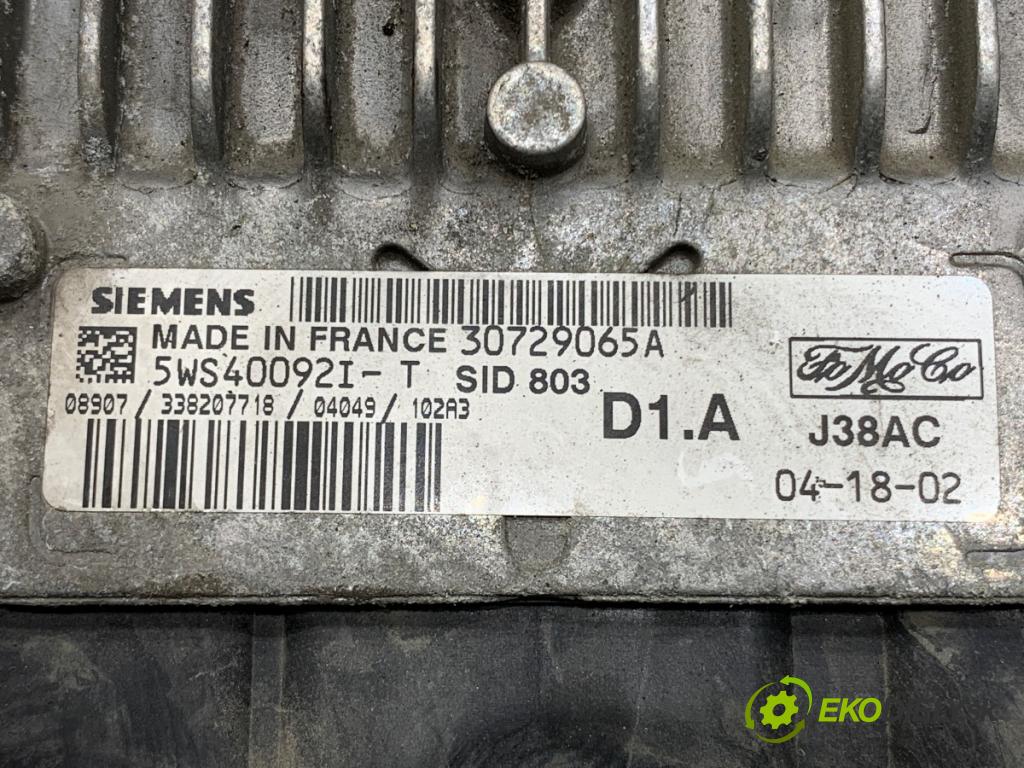 SIEMENS
MADE IN FRANCE 30729065A
5WS40092I-T SID 803
08907/338207718/04049/102A3
D1.A
FoMoCo
J38AC
04-18-02
EKO